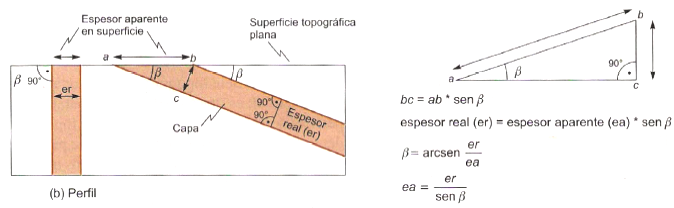 Espesor aparente
en superficie
Superficie topográfica
plana
a
b
β
90°
er
β
β
c
Capa
90°
90°
Espesor
real (er)
(b) Perfil
b
90°
a
β
c
bc = ab * sen β
espesor real (er) = espesor aparente (ea) * sen β
β = arcsen er
ea
ea = er
sen β